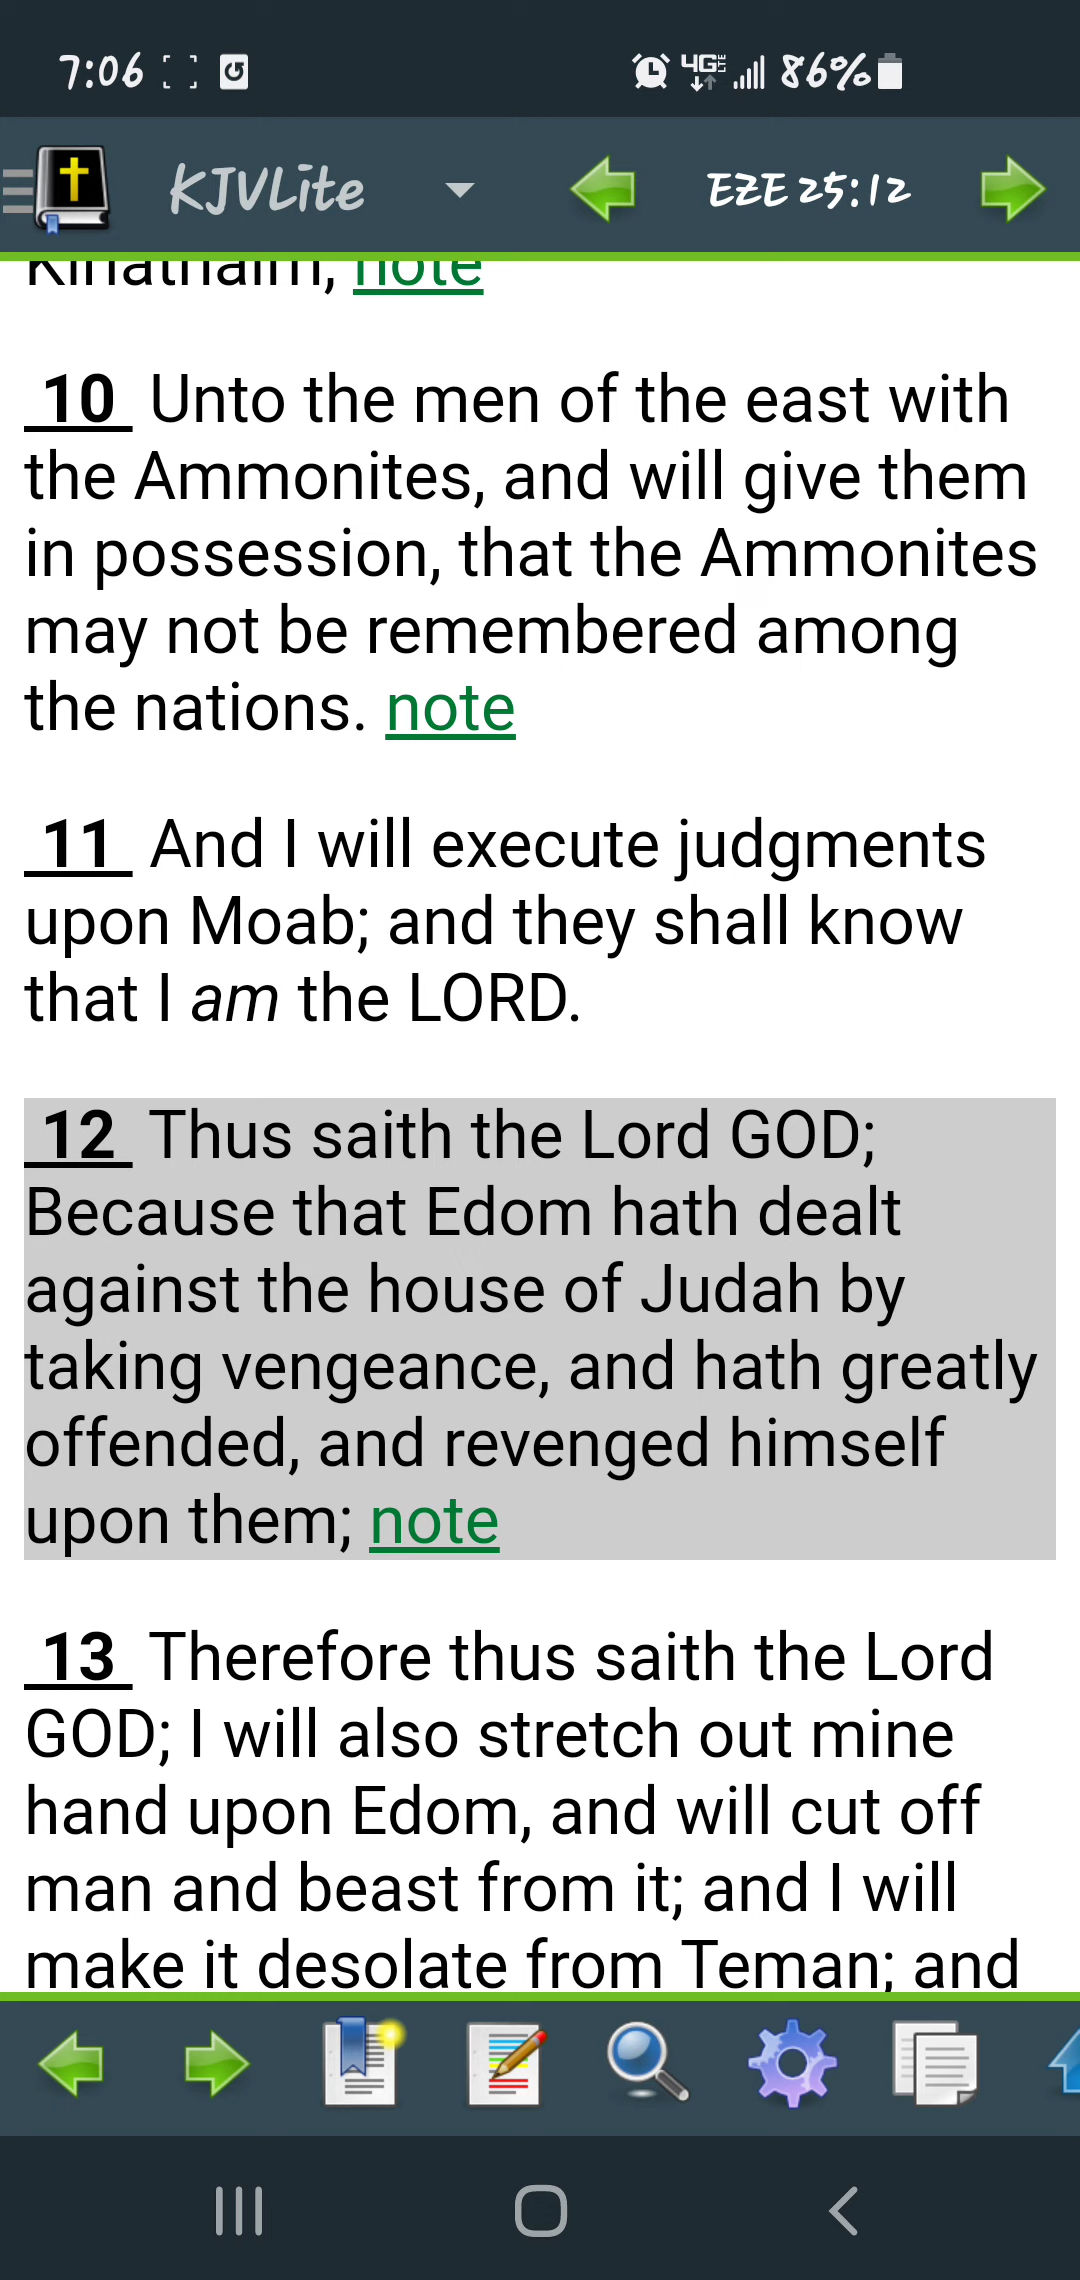 7:06 4G LTE 86%
KJVLite EZE 25:12
Kiriathaim, note
10 Unto the men of the east with
the Ammonites, and will give them
in possession, that the Ammonites
may not be remembered among
the nations. note
11 And I will execute judgments
upon Moab; and they shall know
that I am the LORD.
12 Thus saith the Lord GOD;
Because that Edom hath dealt
against the house of Judah by
taking vengeance, and hath greatly
offended, and revenged himself
upon them; note
13 Therefore thus saith the Lord
GOD; I will also stretch out mine
hand upon Edom, and will cut off
man and beast from it; and I will
make it desolate from Teman; and